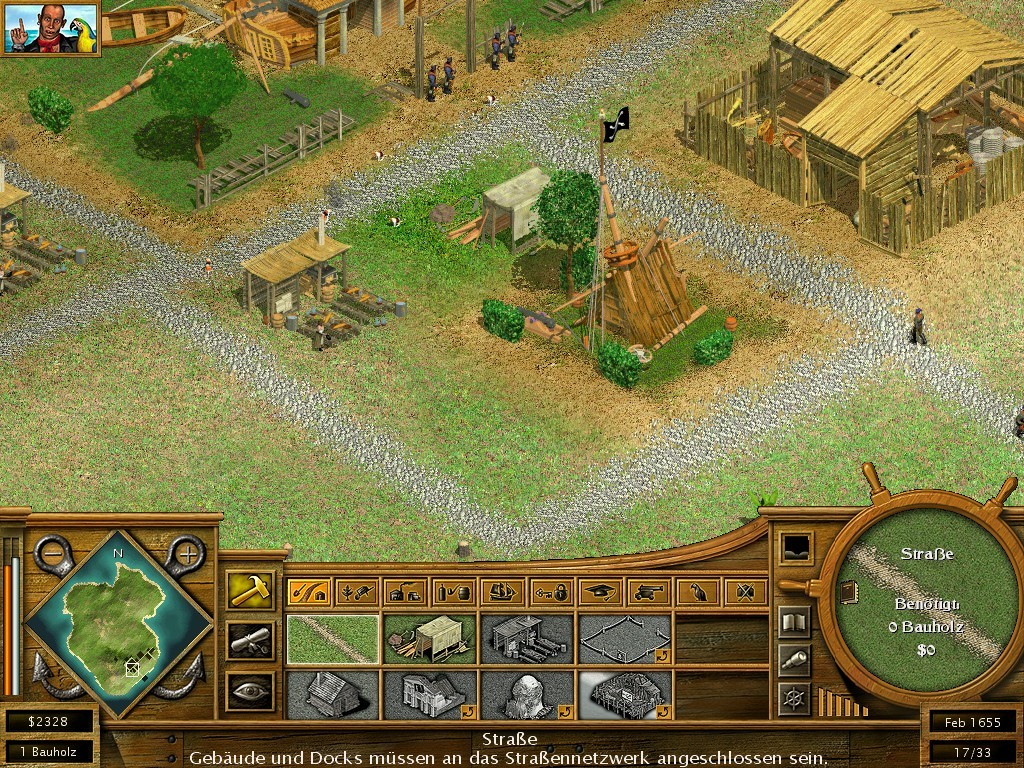 N
Straße
Benötigt:
0 Bauholz
$0
$2328
1 Bauholz
Feb 1655
17/33
Straße
Gebäude und Docks müssen an das Straßennetzwerk angeschlossen sein.